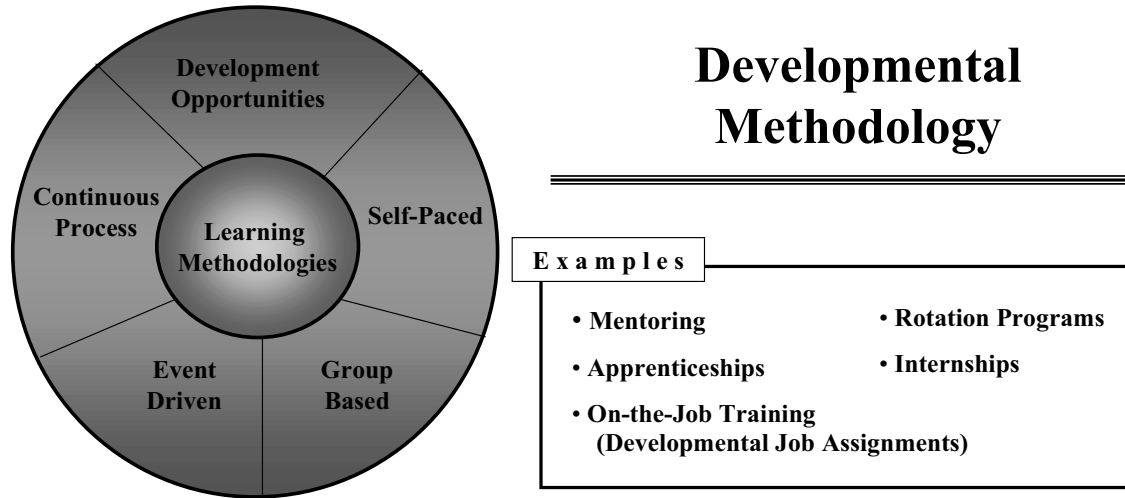 Development
Opportunities
Continuous
Process
Learning
Methodologies
Self-Paced
Event
Driven
Group
Based
Developmental
Methodology
Examples
• Mentoring
• Apprenticeships
• On-the-Job Training
(Developmental Job Assignments)
• Rotation Programs
• Internships